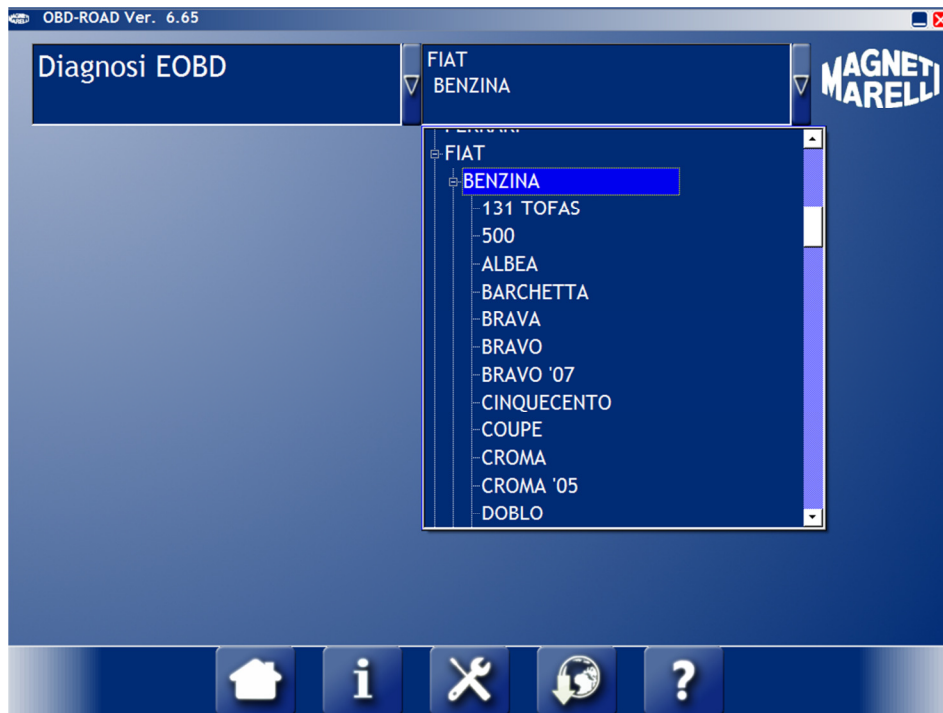 OBD-ROAD Ver. 6.65
Diagnosi EOBD
FIAT
BENZINA
MAGNETI
MARELLI
FERRARI
FIAT
BENZINA
131 TOFAS
500
ALBEA
BARCHETTA
BRAVA
BRAVO
BRAVO '07
CINQUECENTO
COUPE
CROMA
CROMA '05
DOBLO
i
?